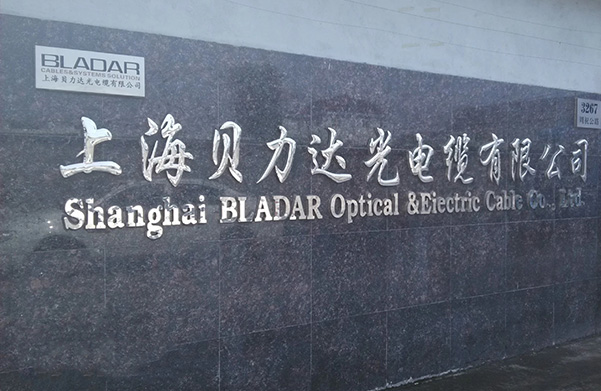 BLADAR
CABLES&SYSTEMS SOLUTION
上海贝力达光电缆有限公司
3267
上海贝力达光电缆有限公司
Shanghai BLADAR Optical &Eiectric Cable Co., Ltd.